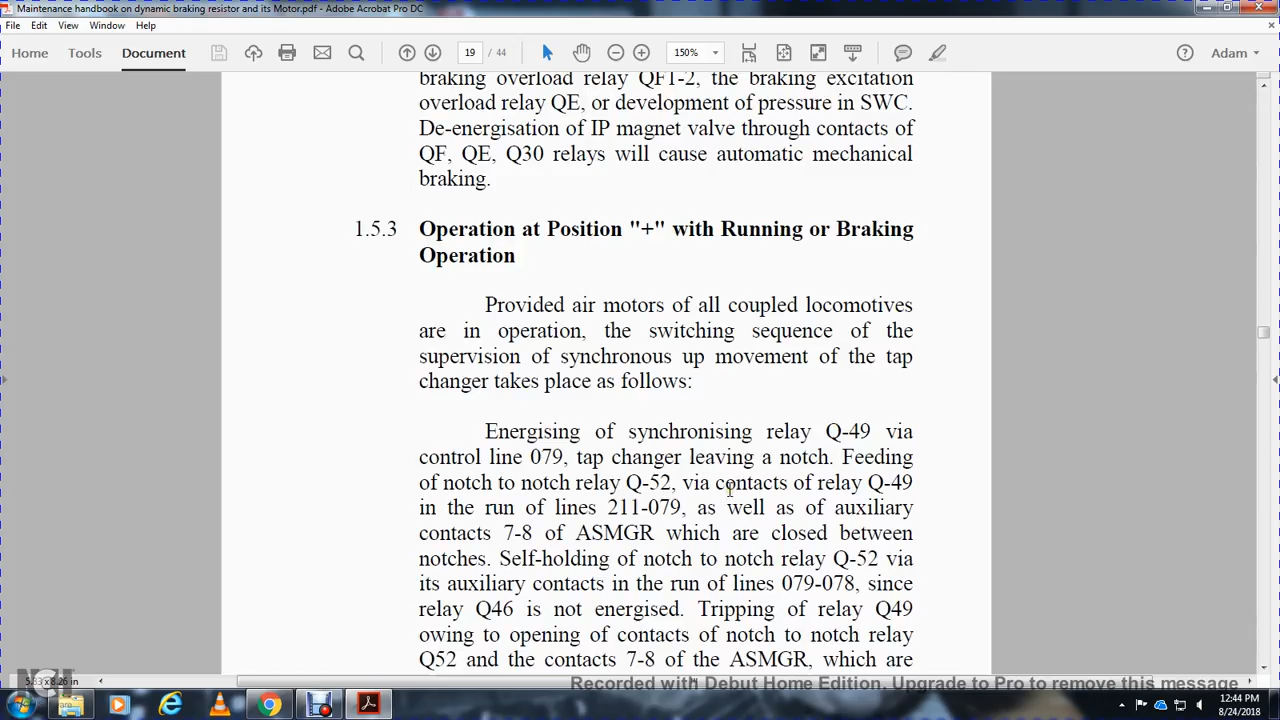 Maintenance handbook on dynamic braking resistor and its Motor.pdf - Adobe Acrobat Pro DC
File Edit View Window Help
Home Tools Document 19 / 44 150% Adam
braking overload relay QF1-2, the braking excitation
overload relay QE, or development of pressure in SWC.
De-energisation of IP magnet valve through contacts of
QF, QE, Q30 relays will cause automatic mechanical
braking.
1.5.3 Operation at Position "+" with Running or Braking
Operation
Provided air motors of all coupled locomotives
are in operation, the switching sequence of the
supervision of synchronous up movement of the tap
changer takes place as follows:
Energising of synchronising relay Q-49 via
control line 079, tap changer leaving a notch. Feeding
of notch to notch relay Q-52, via contacts of relay Q-49
in the run of lines 211-079, as well as of auxiliary
contacts 7-8 of ASMGR which are closed between
notches. Self-holding of notch to notch relay Q-52 via
its auxiliary contacts in the run of lines 079-078, since
relay Q46 is not energised. Tripping of relay Q49
owing to opening of contacts of notch to notch relay
Q52 and the contacts 7-8 of the ASMGR, which are
Recorded with Debut Home Edition. Upgrade to Pro to remove this message
12:44 PM
8/24/2018